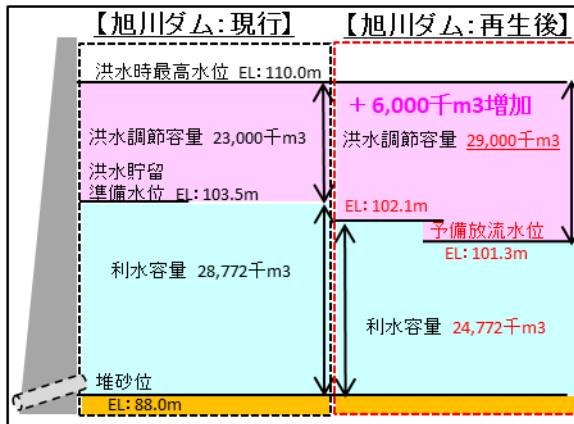 【旭川ダム:現行】
【旭川ダム:再生後】
洪水時最高水位 EL: 110.0m
+6,000千m3増加
洪水調節容量 23,000千m3
洪水調節容量 29,000千m3
洪水貯留
準備水位 EL: 103.5m
EL: 102.1m
予備放流水位
EL: 101.3m
利水容量 28,772千m3
利水容量 24,772千m3
堆砂位
EL: 88.0m